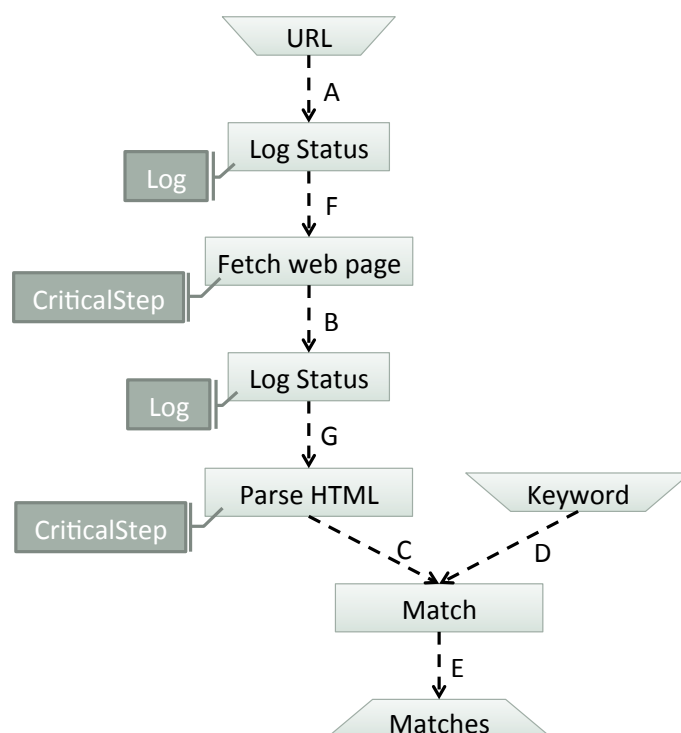 URL
A
Log Status
Log
F
Fetch web page
CriticalStep
B
Log Status
Log
G
Parse HTML
Keyword
CriticalStep
C
D
Match
E
Matches